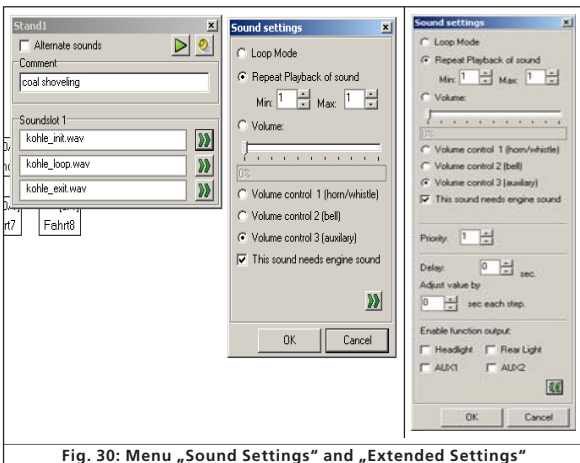 Stand1
Alternate sounds
Comment
coal shoveling
Soundslot 1
kohle_init.wav
kohle_loop.wav
kohle_exit.wav
rt7
Fahrt8
Sound settings
Loop Mode
Repeat Playback of sound
Min: 1 Max: 1
Volume:
0%
Volume control 1 (horn/whistle)
Volume control 2 (bell)
Volume control 3 (auxilary)
This sound needs engine sound
OK Cancel
Sound settings
Loop Mode
Repeat Playback of sound
Min: 1 Max: 1
Volume:
0%
Volume control 1 (horn/whistle)
Volume control 2 (bell)
Volume control 3 (auxilary)
This sound needs engine sound
Priority: 1
Delay: 0 sec.
Adjust value by
0 sec each step.
Enable function output:
Headlight Rear Light
AUX1 AUX2
OK Cancel
Fig. 30: Menu „Sound Settings“ and „Extended Settings“